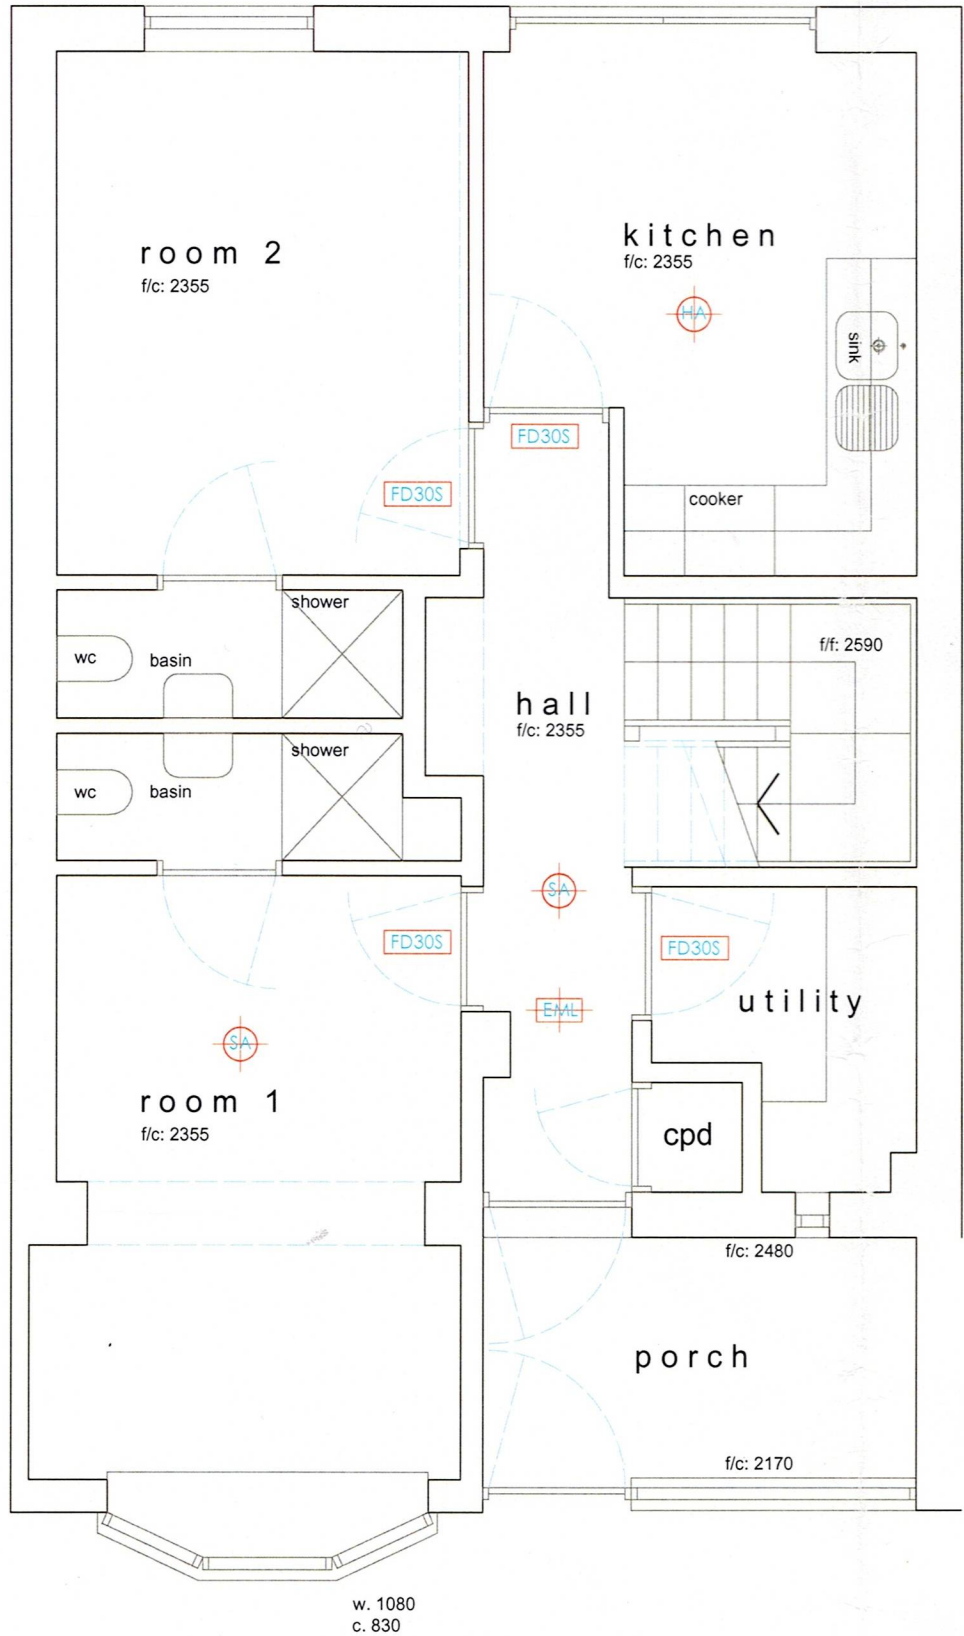 room 2
f/c: 2355
kitchen
f/c: 2355
HA
sink
FD30S
FD30S
cooker
shower
wc
basin
f/f: 2590
hall
f/c: 2355
shower
wc
basin
SA
FD30S
FD30S
utility
EML
SA
room 1
f/c: 2355
cpd
f/c: 2480
porch
f/c: 2170
w. 1080
c. 830